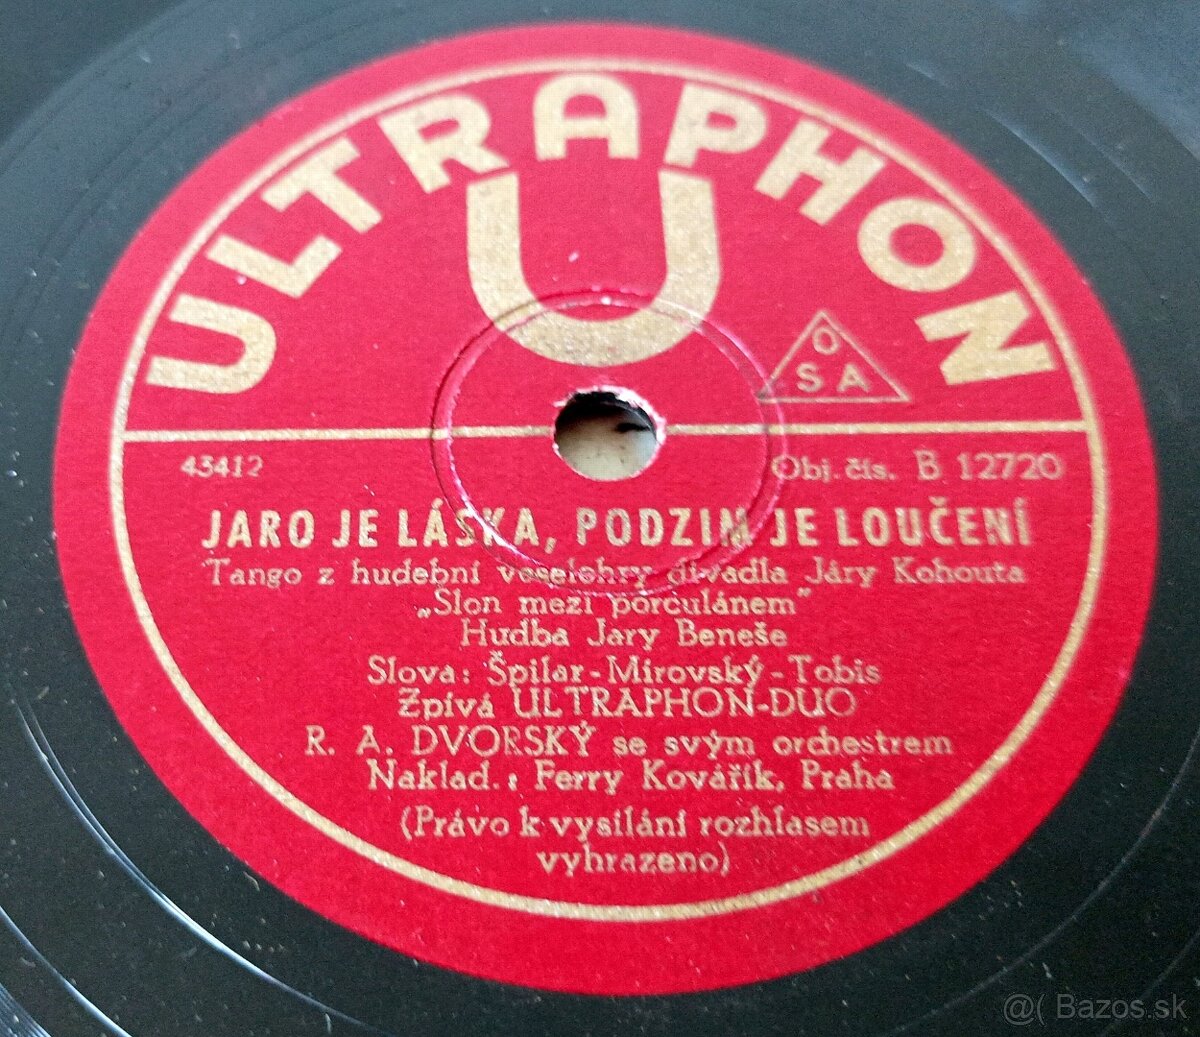 ULTRAPHON
U
O
SA
43412
Obj. čís. B 12720
JARO JE LÁSKA, PODZIM JE LOUČENÍ
Tango z hudební veselohry divadla Járy Kohouta
„Slon mezi porculánem"
Hudba Jary Beneše
Slova: Špilar-Mírovský-Tobis
Zpívá ULTRAPHON-DUO
R. A. DVORSKÝ se svým orchestrem
Naklad.: Ferry Kovářík, Praha
(Právo k vysílání rozhlasem
vyhrazeno)
@( Bazos.sk